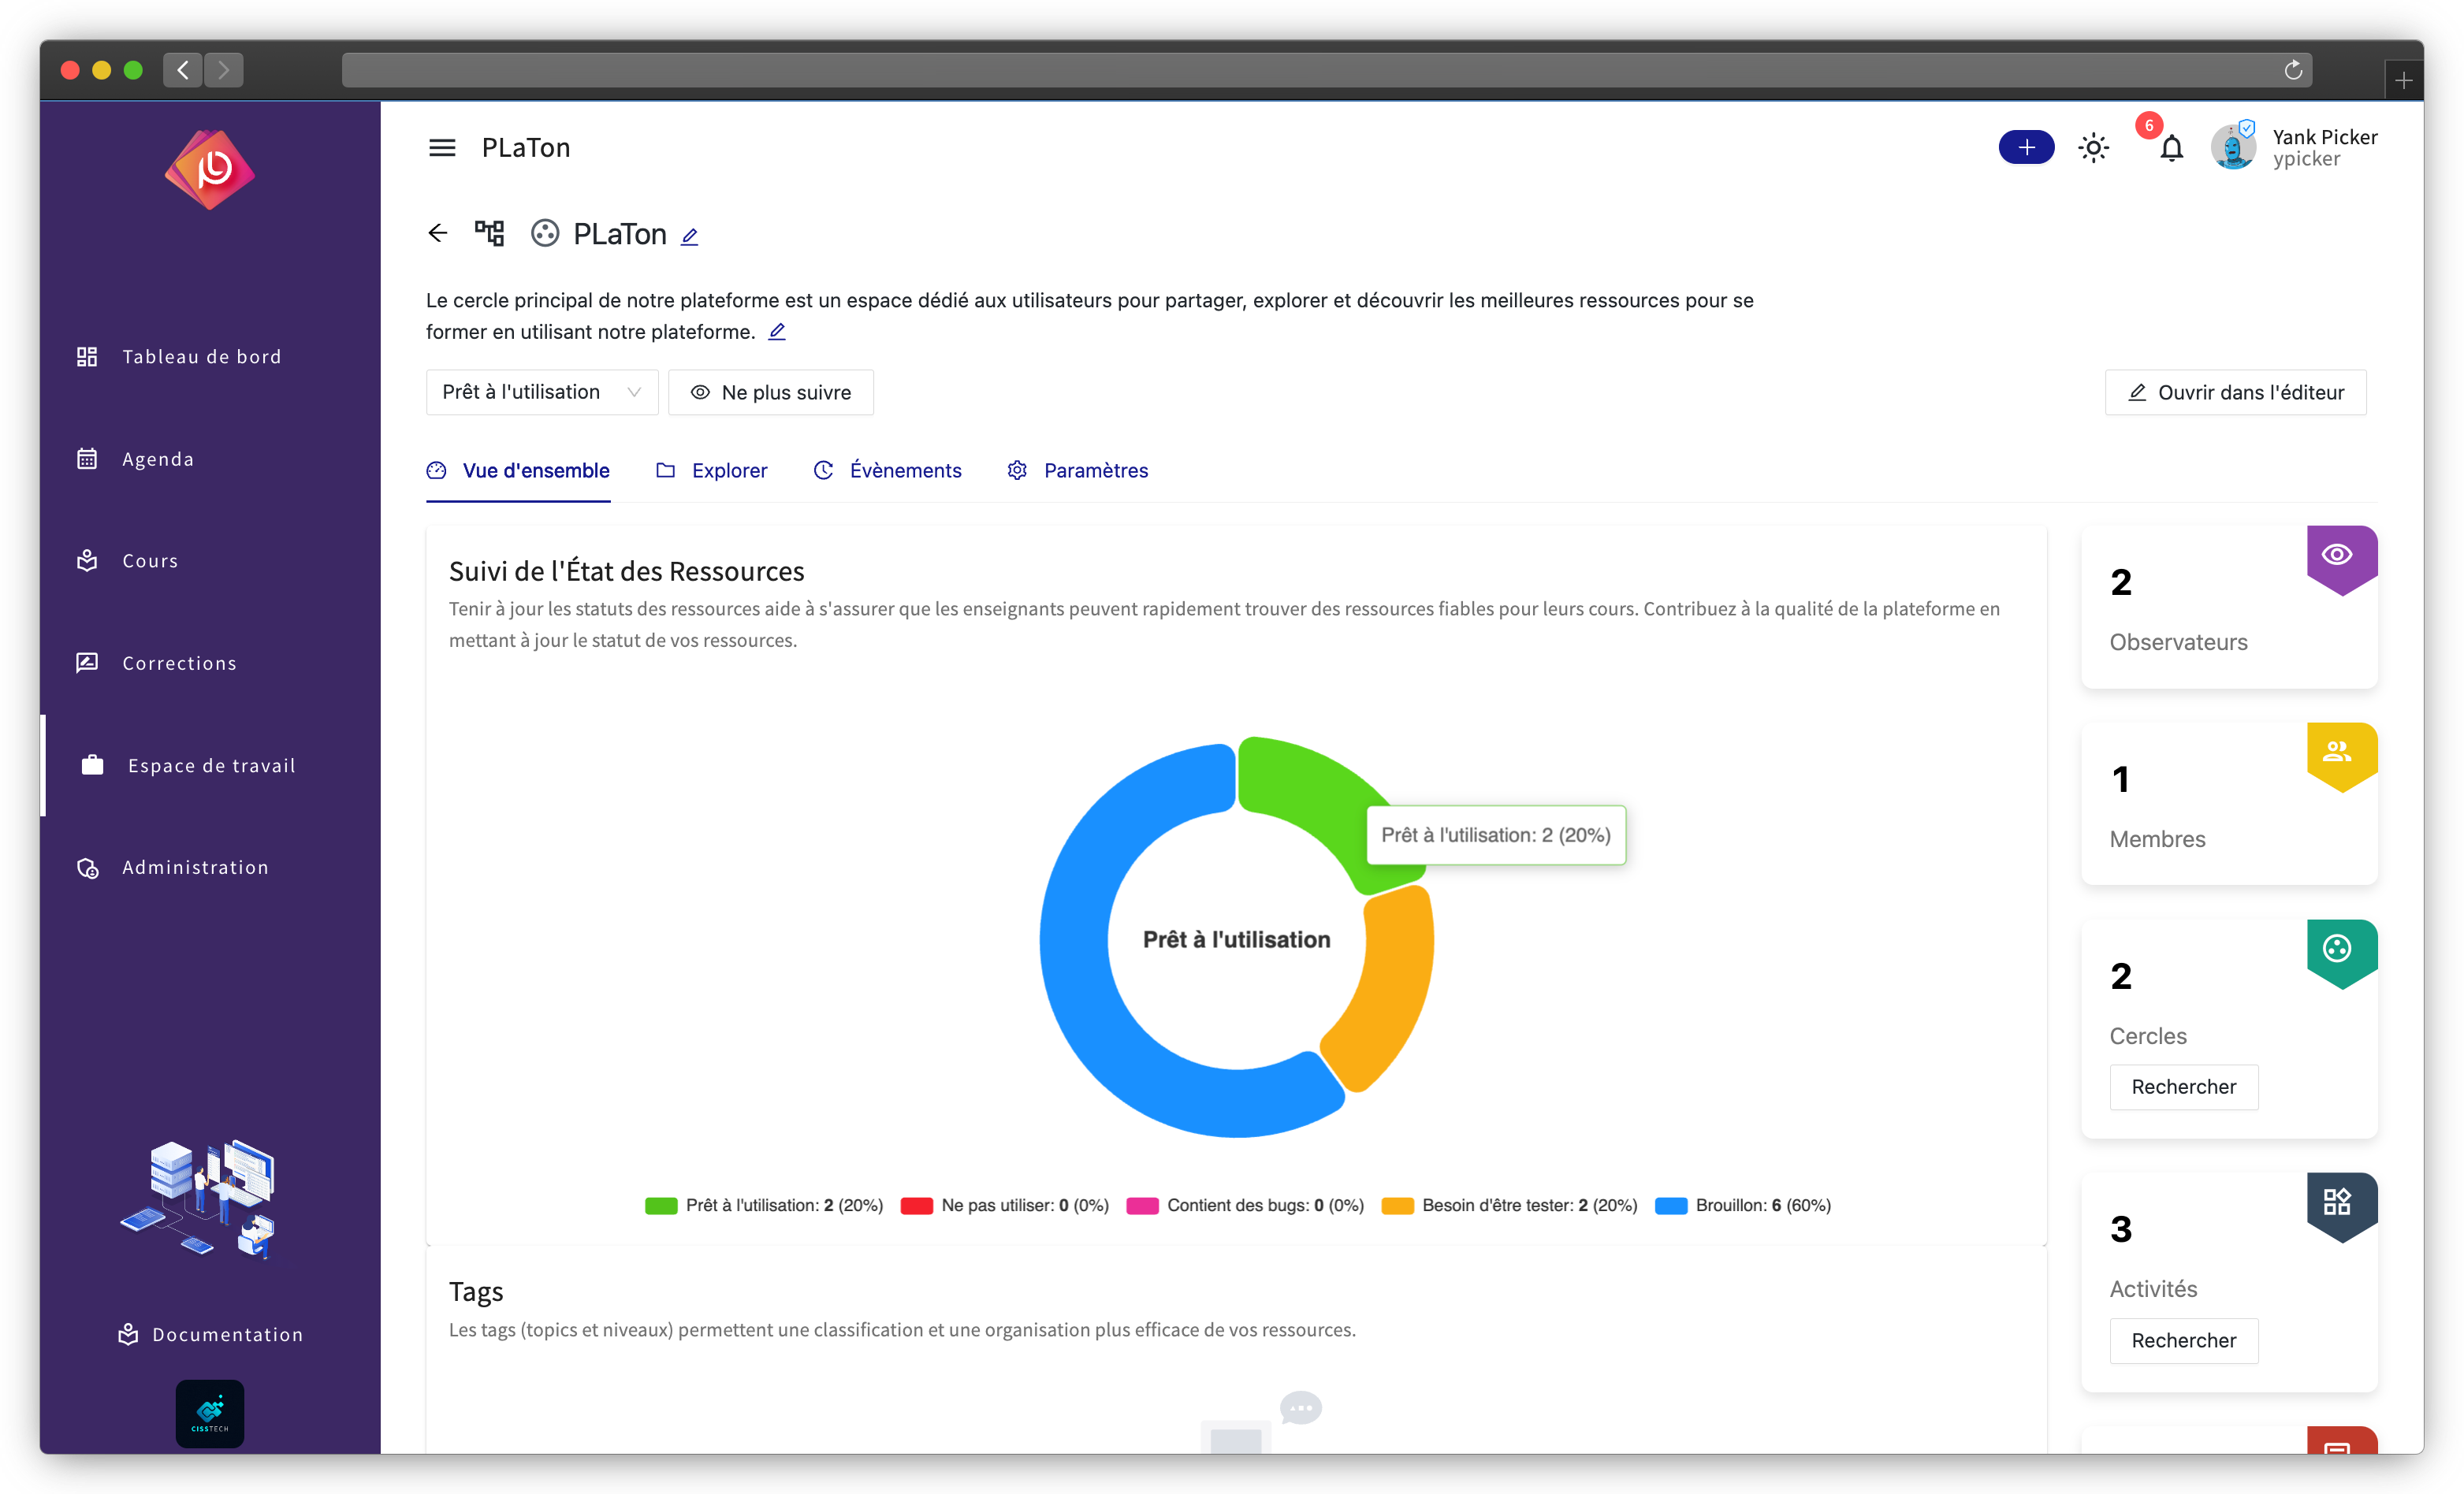 PLaTon
6
Yank Picker
ypicker
PLaTon
Le cercle principal de notre plateforme est un espace dédié aux utilisateurs pour partager, explorer et découvrir les meilleures ressources pour se
former en utilisant notre plateforme.
Prêt à l'utilisation
Ne plus suivre
Ouvrir dans l'éditeur
Tableau de bord
Agenda
Cours
Corrections
Espace de travail
Administration
Documentation
CISSTECH
Vue d'ensemble
Explorer
Évènements
Paramètres
Suivi de l'État des Ressources
Tenir à jour les statuts des ressources aide à s'assurer que les enseignants peuvent rapidement trouver des ressources fiables pour leurs cours. Contribuez à la qualité de la plateforme en
mettant à jour le statut de vos ressources.
Prêt à l'utilisation: 2 (20%)
Prêt à l'utilisation
Prêt à l'utilisation: 2 (20%)
Ne pas utiliser: 0 (0%)
Contient des bugs: 0 (0%)
Besoin d'être tester: 2 (20%)
Brouillon: 6 (60%)
Tags
Les tags (topics et niveaux) permettent une classification et une organisation plus efficace de vos ressources.
2
Observateurs
1
Membres
2
Cercles
Rechercher
3
Activités
Rechercher